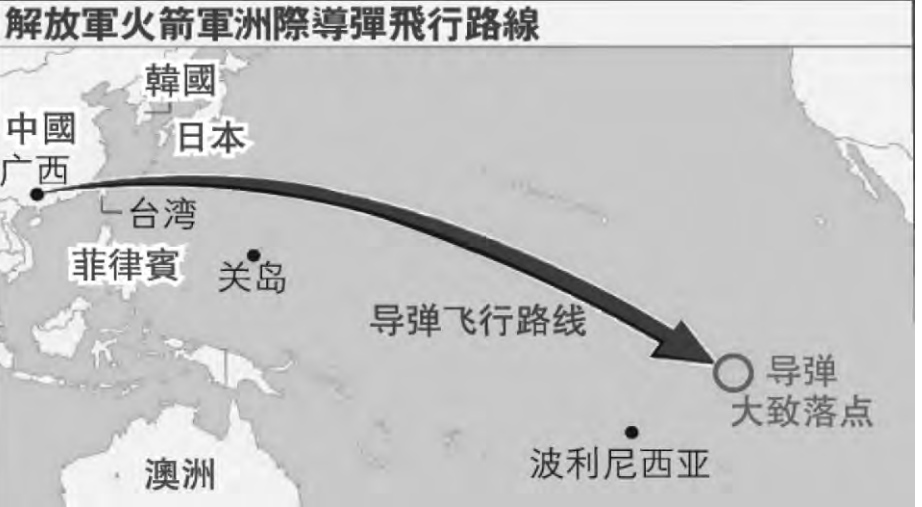 解放軍火箭軍洲際導彈飛行路線
韓國
中國
日本
广西
台湾
菲律賓
关岛
导弹飞行路线
导弹
大致落点
波利尼西亚
澳洲